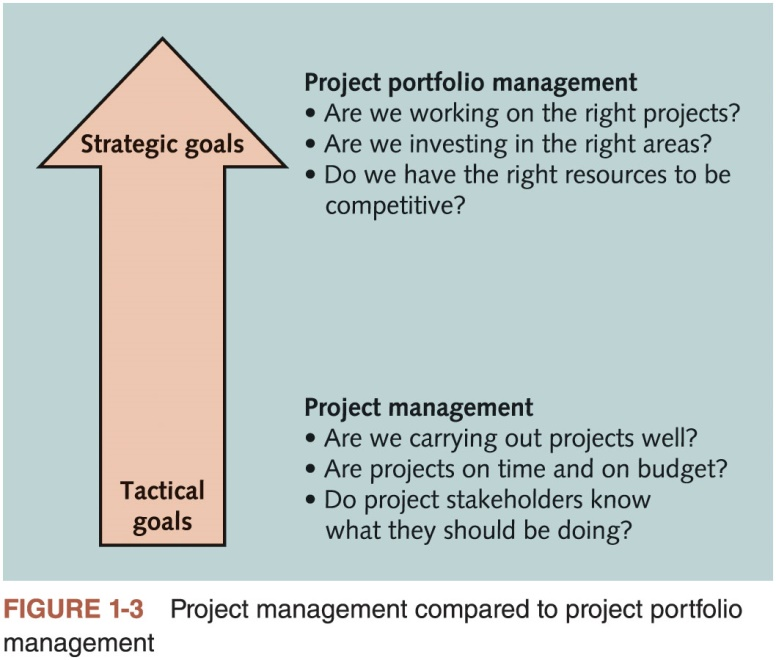 Strategic goals
Project portfolio management
• Are we working on the right projects?
• Are we investing in the right areas?
• Do we have the right resources to be
competitive?
Tactical
goals
Project management
• Are we carrying out projects well?
• Are projects on time and on budget?
• Do project stakeholders know
what they should be doing?
FIGURE 1-3 Project management compared to project portfolio
management